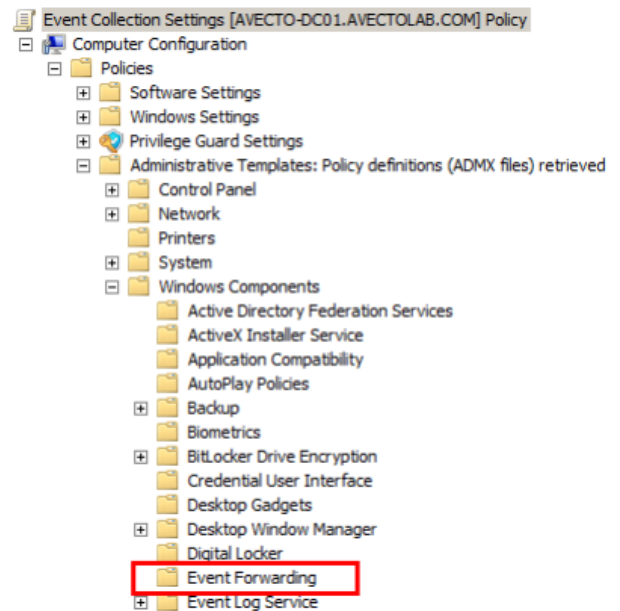 Event Collection Settings [AVECTO-DC01.AVECTOLAB.COM] Policy
Computer Configuration
Policies
Software Settings
Windows Settings
Privilege Guard Settings
Administrative Templates: Policy definitions (ADMX files) retrieved
Control Panel
Network
Printers
System
Windows Components
Active Directory Federation Services
ActiveX Installer Service
Application Compatibility
AutoPlay Policies
Backup
Biometrics
BitLocker Drive Encryption
Credential User Interface
Desktop Gadgets
Desktop Window Manager
Digital Locker
Event Forwarding
Event Log Service